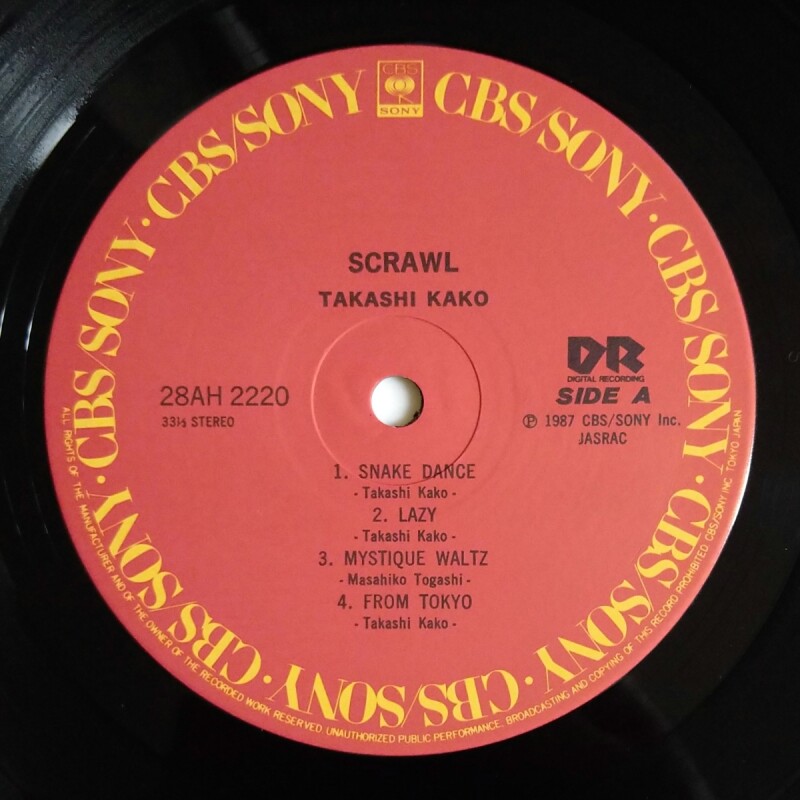 CBS
SONY
CBS/SONY · CBS/SONY · CBS/SONY · CBS/SONY · CBS/SONY · CBS/SONY · CBS/SONY · CBS/SONY · CBS/SONY
SCRAWL
TAKASHI KAKO
DR
DIGITAL RECORDING
28AH 2220
SIDE A
33⅓ STEREO
Ⓟ 1987 CBS/SONY Inc.
JASRAC
1. SNAKE DANCE
- Takashi Kako -
2. LAZY
- Takashi Kako -
3. MYSTIQUE WALTZ
- Masahiko Togashi -
4. FROM TOKYO
- Takashi Kako -
ALL RIGHTS OF THE MANUFACTURER AND OF THE OWNER OF THE RECORDED WORK RESERVED. UNAUTHORIZED PUBLIC PERFORMANCE, BROADCASTING AND COPYING OF THIS RECORD PROHIBITED CBS/SONY INC. TOKYO JAPAN